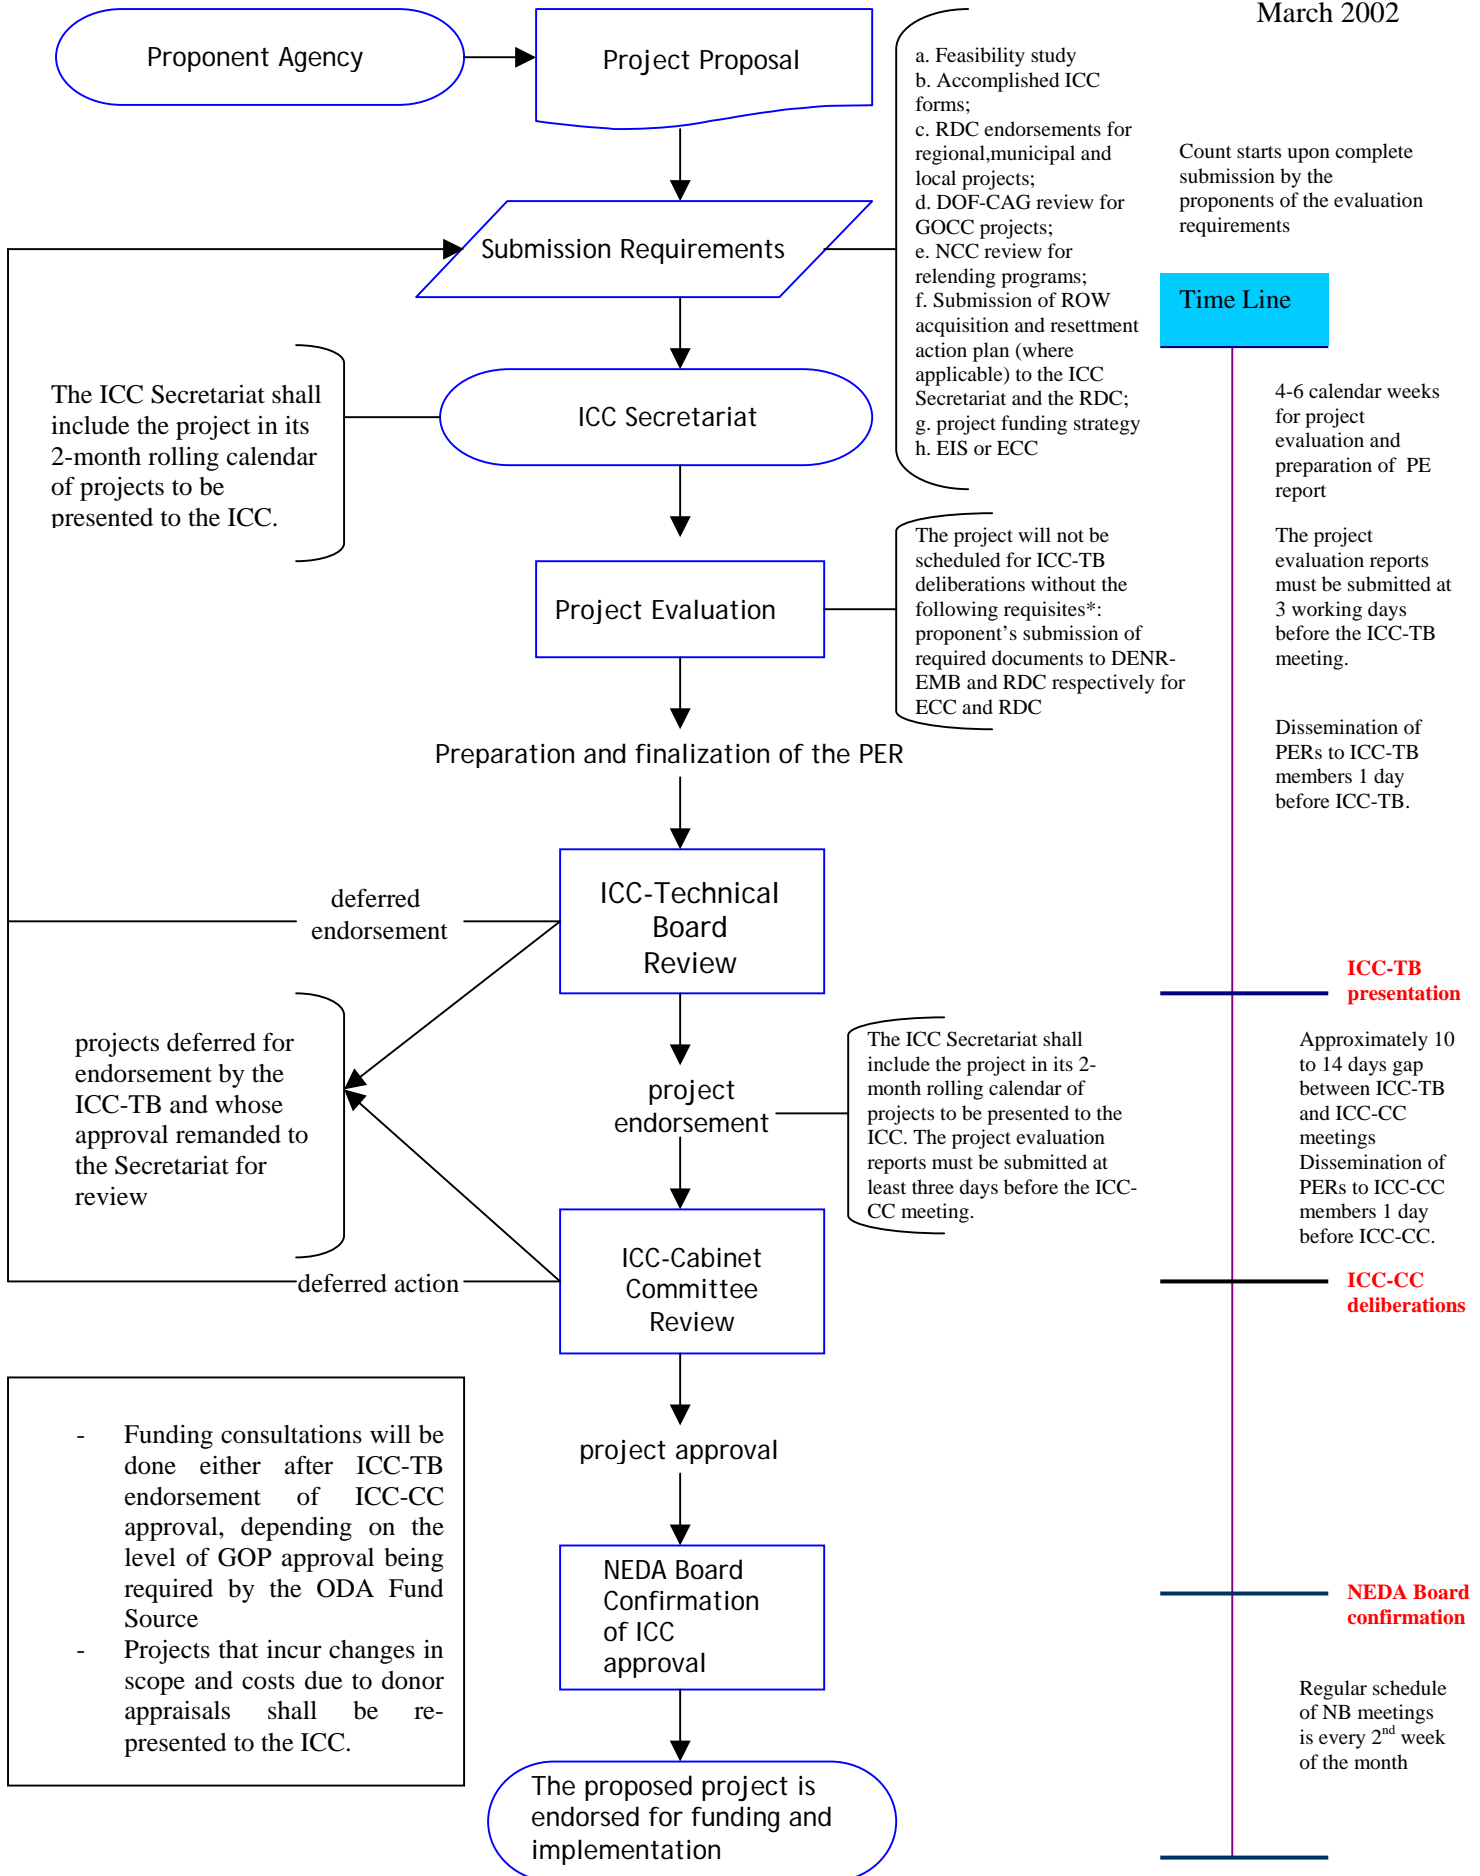 March 2002
Proponent Agency
Project Proposal
a. Feasibility study
b. Accomplished ICC
forms;
c. RDC endorsements for
regional,municipal and
local projects;
d. DOF-CAG review for
GOCC projects;
e. NCC review for
relending programs;
f. Submission of ROW
acquisition and resettment
action plan (where
applicable) to the ICC
Secretariat and the RDC;
g. project funding strategy
h. EIS or ECC
Count starts upon complete
submission by the
proponents of the evaluation
requirements
Submission Requirements
Time Line
The ICC Secretariat shall
include the project in its
2-month rolling calendar
of projects to be
presented to the ICC.
ICC Secretariat
4-6 calendar weeks
for project
evaluation and
preparation of  PE
report
Project Evaluation
The project will not be
scheduled for ICC-TB
deliberations without the
following requisites*:
proponent's submission of
required documents to DENR-
EMB and RDC respectively for
ECC and RDC
The project
evaluation reports
must be submitted at
3 working days
before the ICC-TB
meeting.
Preparation and finalization of the PER
Dissemination of
PERs to ICC-TB
members 1 day
before ICC-TB.
deferred
endorsement
ICC-Technical
Board
Review
ICC-TB
presentation
projects deferred for
endorsement by the
ICC-TB and whose
approval remanded to
the Secretariat for
review
project
endorsement
The ICC Secretariat shall
include the project in its 2-
month rolling calendar of
projects to be presented to the
ICC. The project evaluation
reports must be submitted at
least three days before the ICC-
CC meeting.
Approximately 10
to 14 days gap
between ICC-TB
and ICC-CC
meetings
Dissemination of
PERs to ICC-CC
members 1 day
before ICC-CC.
deferred action
ICC-Cabinet
Committee
Review
ICC-CC
deliberations
project approval
- Funding consultations will be
done either after ICC-TB
endorsement of ICC-CC
approval, depending on the
level of GOP approval being
required by the ODA Fund
Source
- Projects that incur changes in
scope and costs due to donor
appraisals shall be re-
presented to the ICC.
NEDA Board
Confirmation
of ICC
approval
NEDA Board
confirmation
Regular schedule
of NB meetings
is every 2nd week
of the month
The proposed project is
endorsed for funding and
implementation